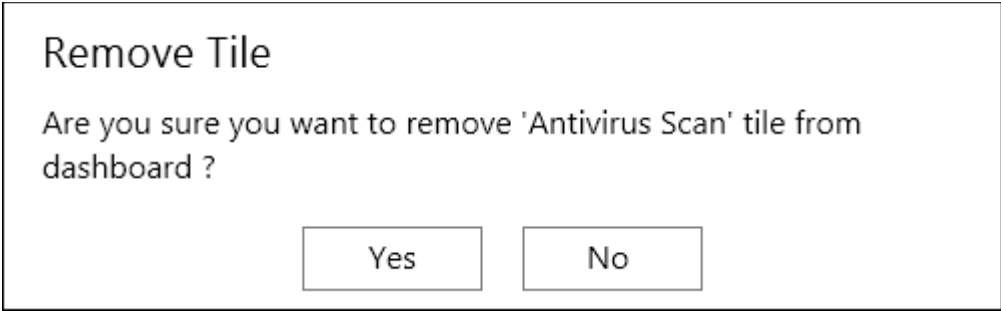 Remove Tile
Are you sure you want to remove 'Antivirus Scan' tile from
dashboard ?
Yes No